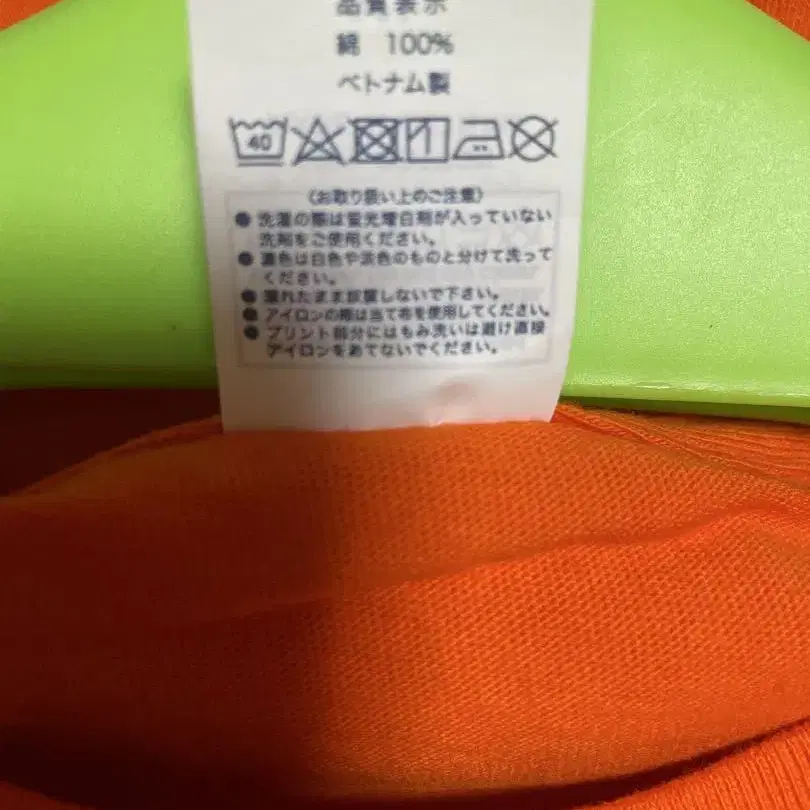 品質表示
綿 100%
ベトナム製
40
〈お取り扱い上のご注意〉
● 洗濯の際は蛍光増白剤が入っていない
洗剤をご使用ください。
● 濃色は白色や淡色のものと分けて洗って
ください。
● 濡れたまま放置しないで下さい。
● アイロンの際は当て布を使用してください。
● プリント部分にはもみ洗いは避け直接
アイロンをあてないでください。